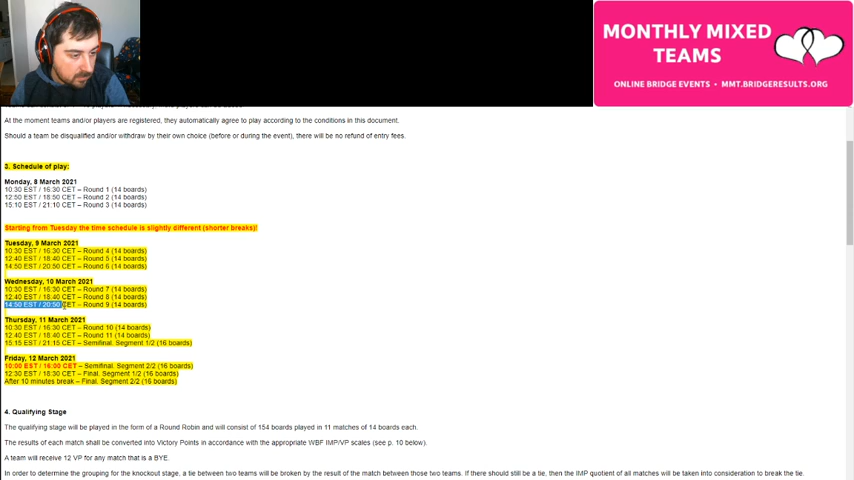 MONTHLY MIXED
TEAMS
ONLINE BRIDGE EVENTS • MMT.BRIDGERESULTS.ORG
At the moment teams and/or players are registered, they automatically agree to play according to the conditions in this document.
Should a team be disqualified and/or withdraw by their own choice (before or during the event), there will be no refund of entry fees.
3. Schedule of play:
Monday, 8 March 2021
10:30 EST / 16:30 CET – Round 1 (14 boards)
12:50 EST / 18:50 CET – Round 2 (14 boards)
15:10 EST / 21:10 CET – Round 3 (14 boards)
Starting from Tuesday the time schedule is slightly different (shorter breaks)!
Tuesday, 9 March 2021
10:30 EST / 16:30 CET – Round 4 (14 boards)
12:40 EST / 18:40 CET – Round 5 (14 boards)
14:50 EST / 20:50 CET – Round 6 (14 boards)
Wednesday, 10 March 2021
10:30 EST / 16:30 CET – Round 7 (14 boards)
12:40 EST / 18:40 CET – Round 8 (14 boards)
14:50 EST / 20:50 CET – Round 9 (14 boards)
Thursday, 11 March 2021
10:30 EST / 16:30 CET – Round 10 (14 boards)
12:40 EST / 18:40 CET – Round 11 (14 boards)
15:15 EST / 21:15 CET – Semifinal. Segment 1/2 (16 boards)
Friday, 12 March 2021
10:00 EST / 16:00 CET – Semifinal. Segment 2/2 (16 boards)
12:30 EST / 18:30 CET – Final. Segment 1/2 (16 boards)
After 10 minutes break – Final. Segment 2/2 (16 boards)
4. Qualifying Stage
The qualifying stage will be played in the form of a Round Robin and will consist of 154 boards played in 11 matches of 14 boards each.
The results of each match shall be converted into Victory Points in accordance with the appropriate WBF IMP/VP scales (see p. 10 below).
A team will receive 12 VP for any match that is a BYE.
In order to determine the grouping for the knockout stage, a tie between two teams will be broken by the result of the match between those two teams. If there should still be a tie, then the IMP quotient of all matches will be taken into consideration to break the tie.